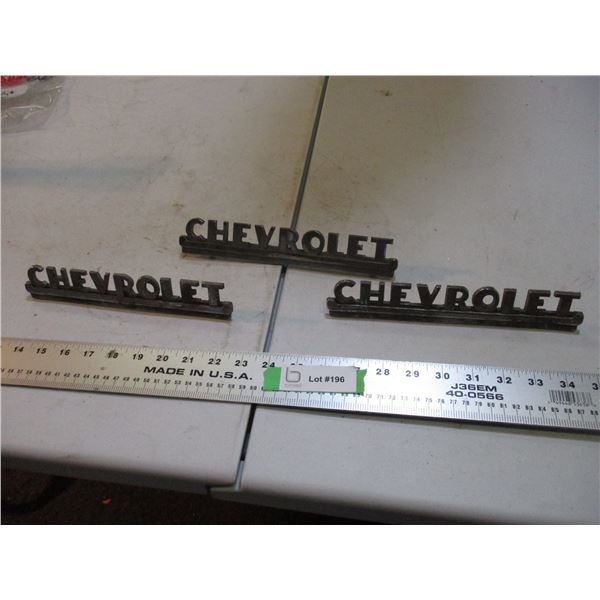 CHEVROLET
CHEVROLET
CHEVROLET
14 15 16 17 18 19 20 21 22 23 24 28 29 30 31 32 33 34
MADE IN U.S.A.
Lot #196
J36EM
40-0566